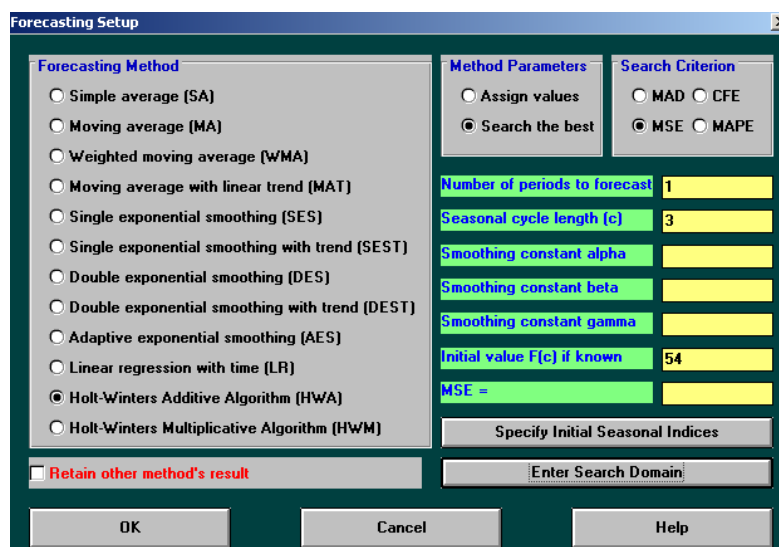 Forecasting Setup
Forecasting Method
Simple average (SA)
Moving average (MA)
Weighted moving average (WMA)
Moving average with linear trend (MAT)
Single exponential smoothing (SES)
Single exponential smoothing with trend (SEST)
Double exponential smoothing (DES)
Double exponential smoothing with trend (DEST)
Adaptive exponential smoothing (AES)
Linear regression with time (LR)
Holt-Winters Additive Algorithm (HWA)
Holt-Winters Multiplicative Algorithm (HWM)
Retain other method's result
Method Parameters
Assign values
Search the best
Search Criterion
MAD CFE
MSE MAPE
Number of periods to forecast 1
Seasonal cycle length (c) 3
Smoothing constant alpha
Smoothing constant beta
Smoothing constant gamma
Initial value F(c) if known 54
MSE =
Specify Initial Seasonal Indices
Enter Search Domain
OK Cancel Help